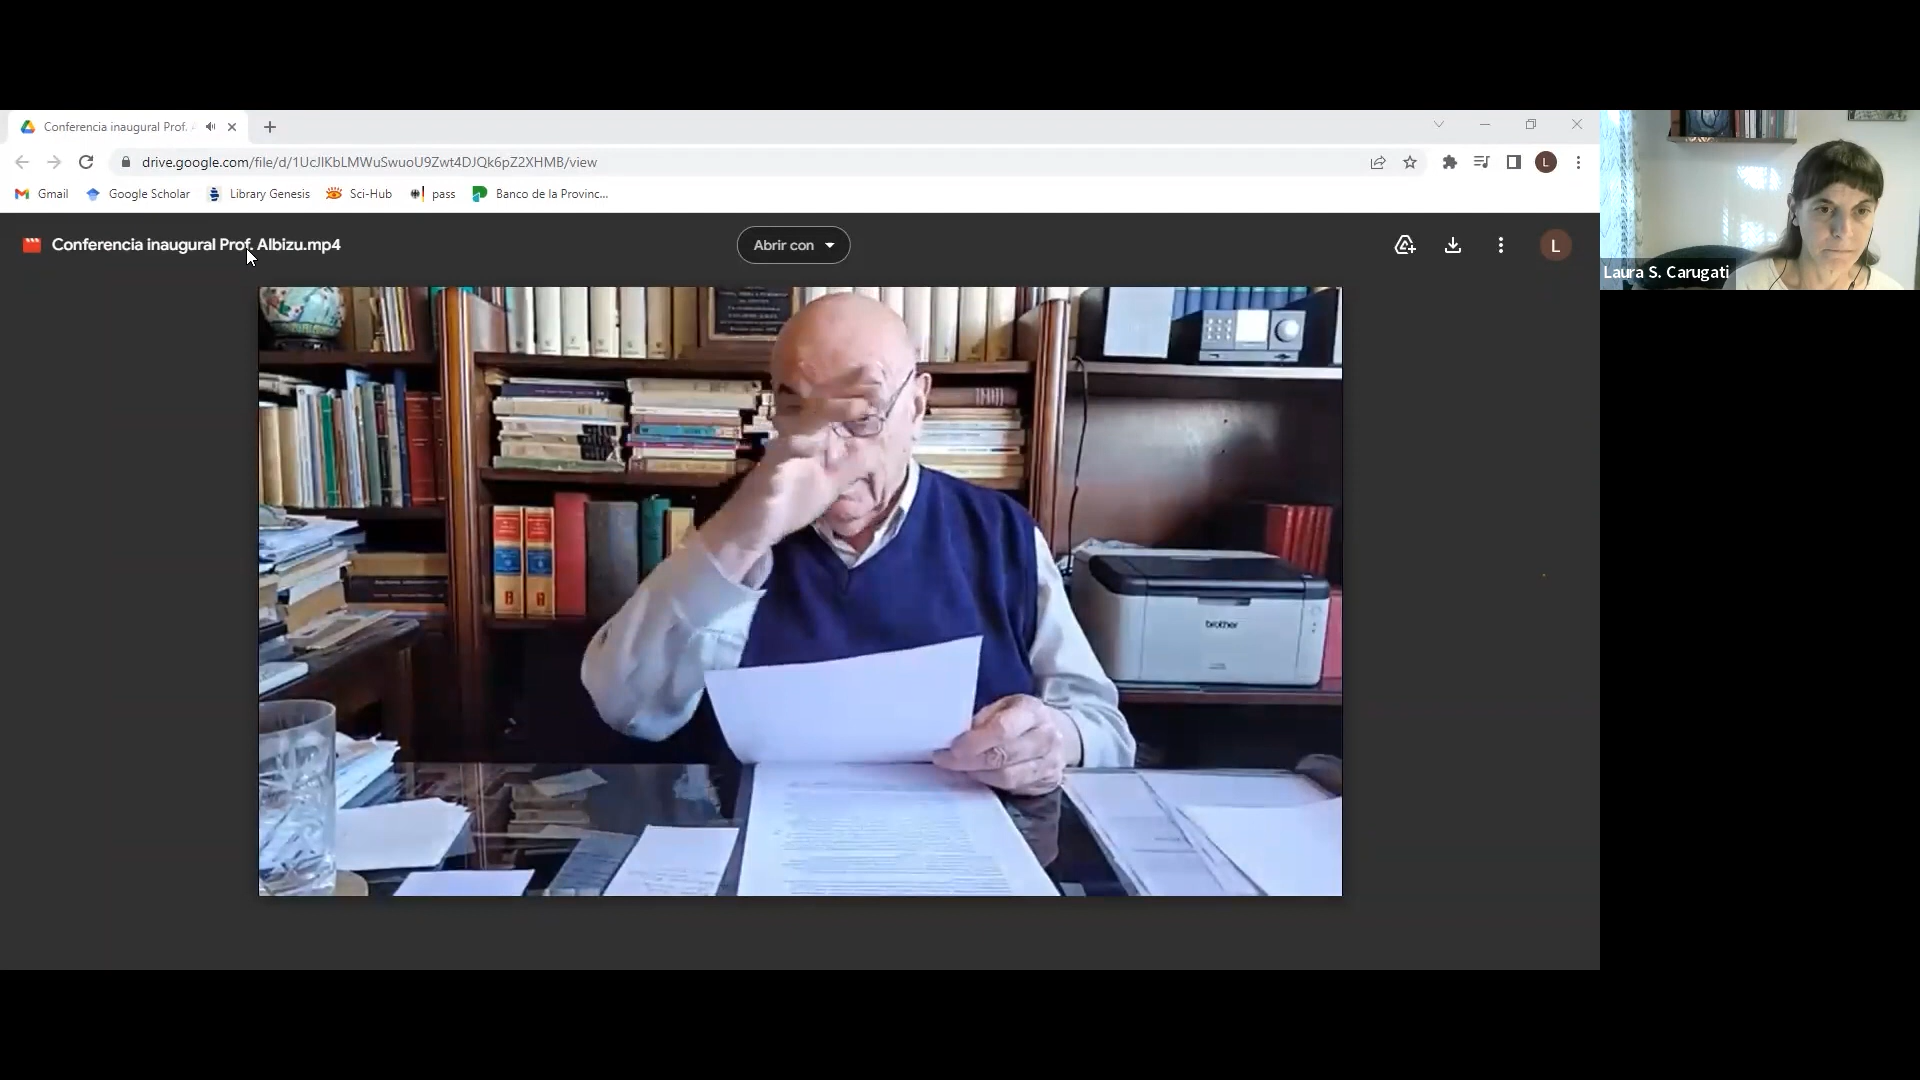 Conferencia inaugural Prof. A
drive.google.com/file/d/1UcJIKbLMWuSwuoU9Zwt4DJQk6pZ2XHMB/view
L
Gmail
Google Scholar
Library Genesis
Sci-Hub
pass
Banco de la Provinc...
Conferencia inaugural Prof. Albizu.mp4
Abrir con
L
Laura S. Carugati
brother